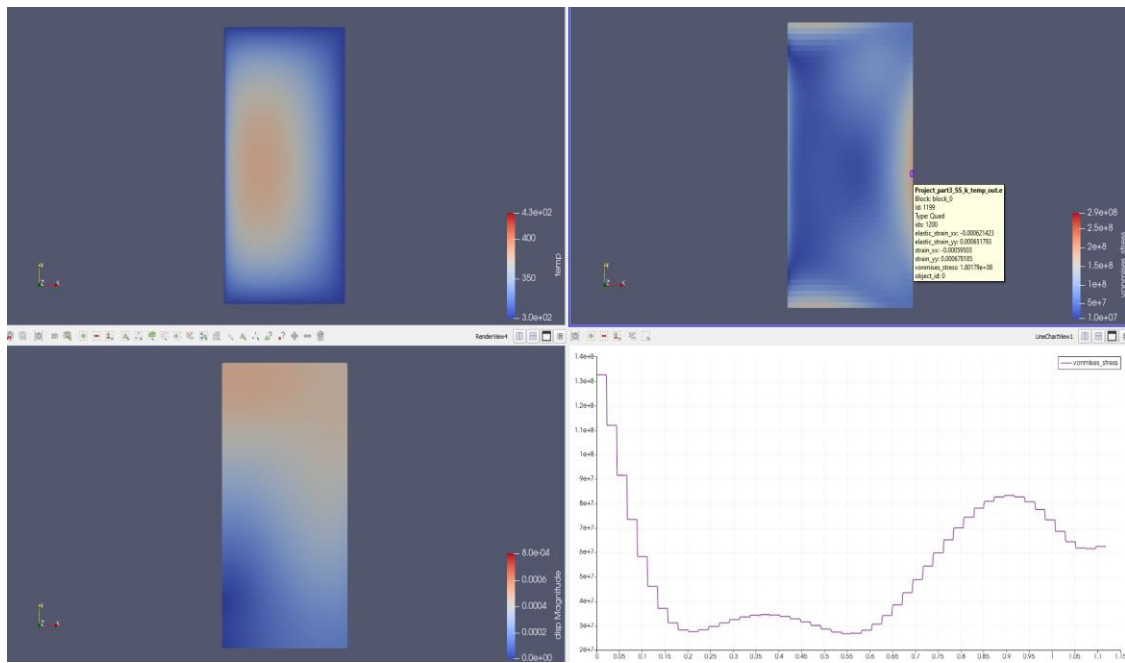 4.3e+02
400
350
3.0e+02
temp
Project_part3_SS_k_temp_out.e
Block: block_0
Id: 1199
Type: Quad
ids: 1200
elastic_strain_xx: -0.000621423
elastic_strain_yy: 0.000651793
strain_xx: -0.00059503
strain_yy: 0.000678185
vonmises_stress: 1.80179e+08
object_id: 0
2.9e+08
2.5e+8
2e+8
1.5e+8
1e+8
5e+7
1.0e+07
vonmises_stress
RenderView4
LineChartView1
8.0e-04
0.0006
0.0004
0.0002
0.0e+00
disp Magnitude
vonmises_stress
1.4e+8
1.3e+8
1.2e+8
1.1e+8
1e+8
9e+7
8e+7
7e+7
6e+7
5e+7
4e+7
3e+7
2e+7
0 0.05 0.1 0.15 0.2 0.25 0.3 0.35 0.4 0.45 0.5 0.55 0.6 0.65 0.7 0.75 0.8 0.85 0.9 0.95 1 1.05 1.1 1.15